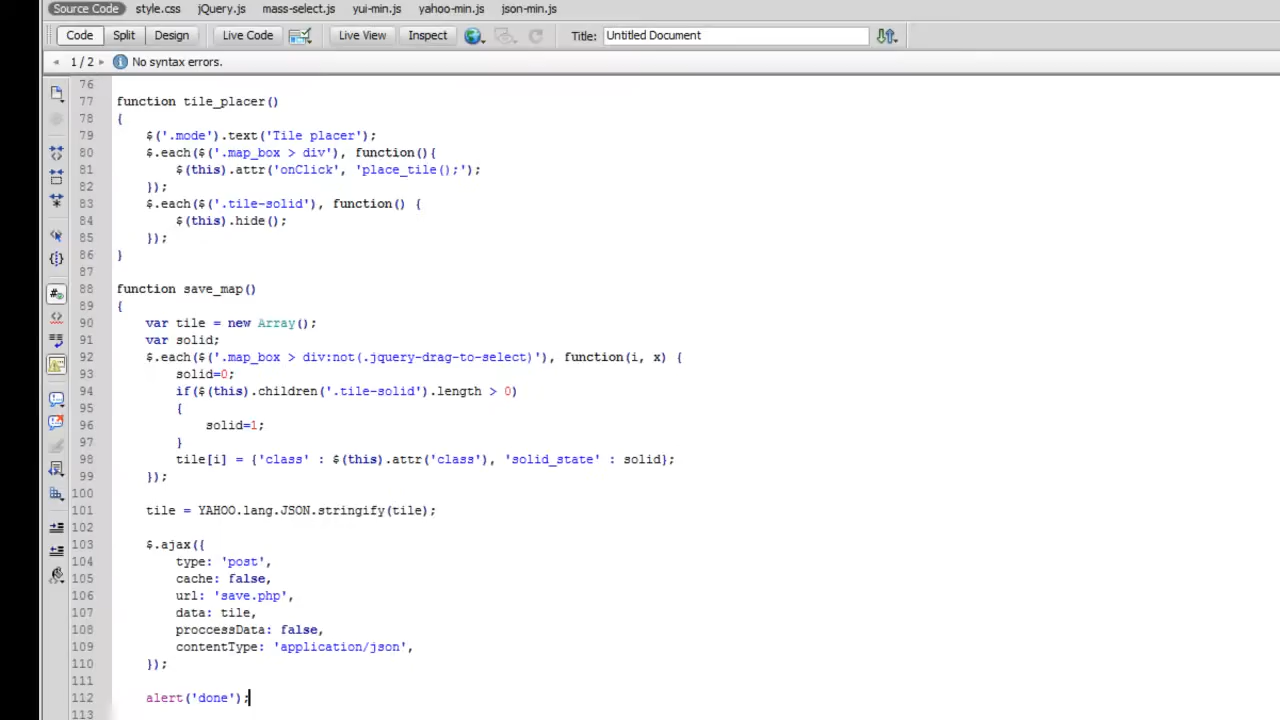 Source Code style.css jQuery.js mass-select.js yui-min.js yahoo-min.js json-min.js
Code Split Design Live Code Live View Inspect Title: Untitled Document
1 / 2 No syntax errors.
76
77 function tile_placer()
78 {
79 $('.mode').text('Tile placer');
80 $.each($('.map_box > div'), function(){
81 $(this).attr('onClick', 'place_tile();');
82 });
83 $.each($('.tile-solid'), function() {
84 $(this).hide();
85 });
86 }
87
88 function save_map()
89 {
90 var tile = new Array();
91 var solid;
92 $.each($('.map_box > div:not(.jquery-drag-to-select)'), function(i, x) {
93 solid=0;
94 if($(this).children('.tile-solid').length > 0)
95 {
96 solid=1;
97 }
98 tile[i] = {'class' : $(this).attr('class'), 'solid_state' : solid};
99 });
100
101 tile = YAHOO.lang.JSON.stringify(tile);
102
103 $.ajax({
104 type: 'post',
105 cache: false,
106 url: 'save.php',
107 data: tile,
108 proccessData: false,
109 contentType: 'application/json',
110 });
111
112 alert('done');
113